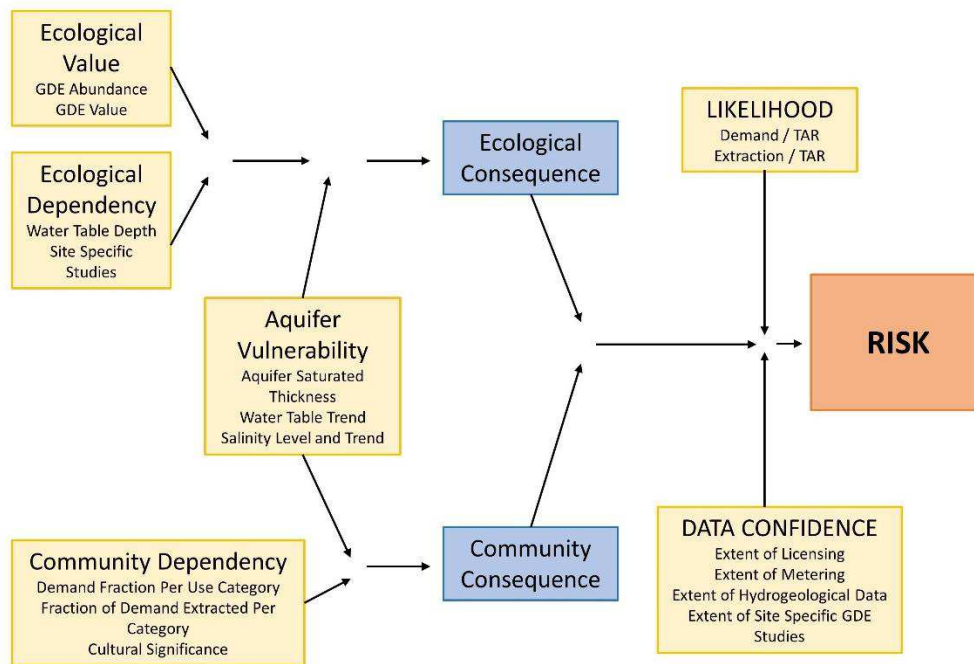 Ecological
Value
GDE Abundance
GDE Value
Ecological
Dependency
Water Table Depth
Site Specific
Studies
Aquifer
Vulnerability
Aquifer Saturated
Thickness
Water Table Trend
Salinity Level and Trend
Community Dependency
Demand Fraction Per Use Category
Fraction of Demand Extracted Per
Category
Cultural Significance
Ecological
Consequence
Community
Consequence
LIKELIHOOD
Demand / TAR
Extraction / TAR
RISK
DATA CONFIDENCE
Extent of Licensing
Extent of Metering
Extent of Hydrogeological Data
Extent of Site Specific GDE
Studies